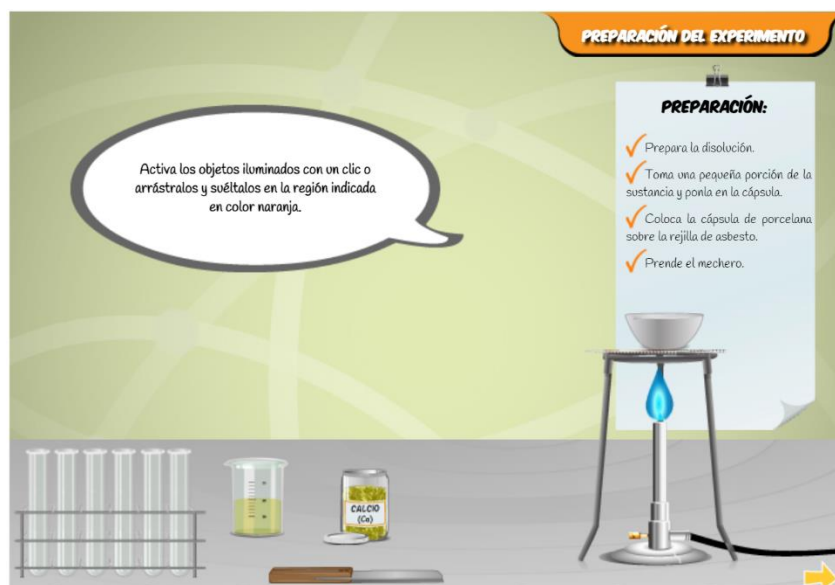 PREPARACIÓN DEL EXPERIMENTO
PREPARACIÓN:
Activa los objetos iluminados con un clic o
arrástralos y suéltalos en la región indicada
en color naranja.
Prepara la disolución.
Toma una pequeña porción de la
sustancia y ponla en la cápsula.
Coloca la cápsula de porcelana
sobre la rejilla de asbesto.
Prende el mechero.
CALCIO
(Ca)